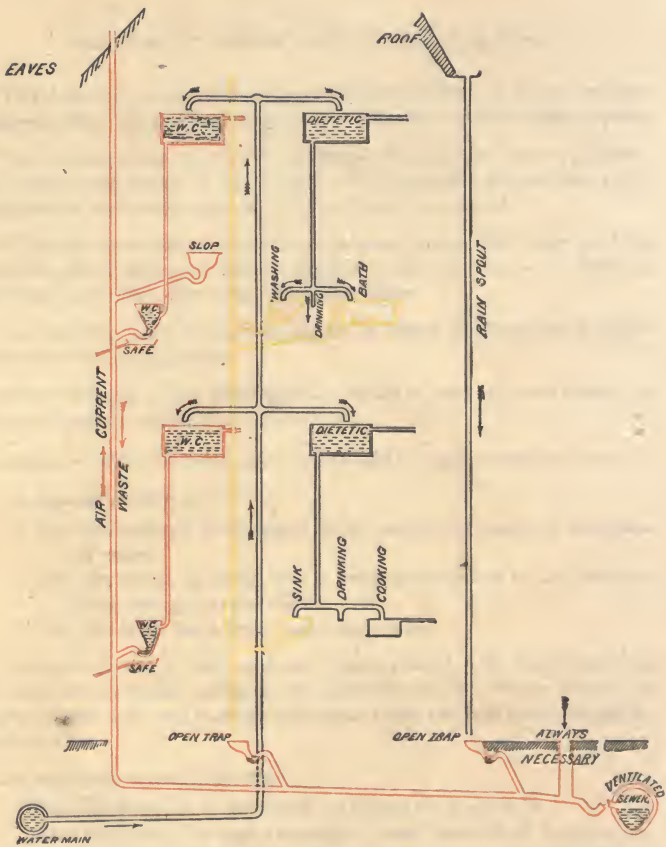 EAVES
ROOF
W.C.
DIETETIC
SLOP
WASHING
DRINKING
BATH
RAIN SPOUT
W.C.
SAFE
AIR CURRENT
WASTE
W.C.
DIETETIC
SINK
DRINKING
COOKING
W.C.
SAFE
OPEN TRAP
OPEN TRAP
ALWAYS
NECESSARY
VENTILATED
SEWER.
WATER MAIN